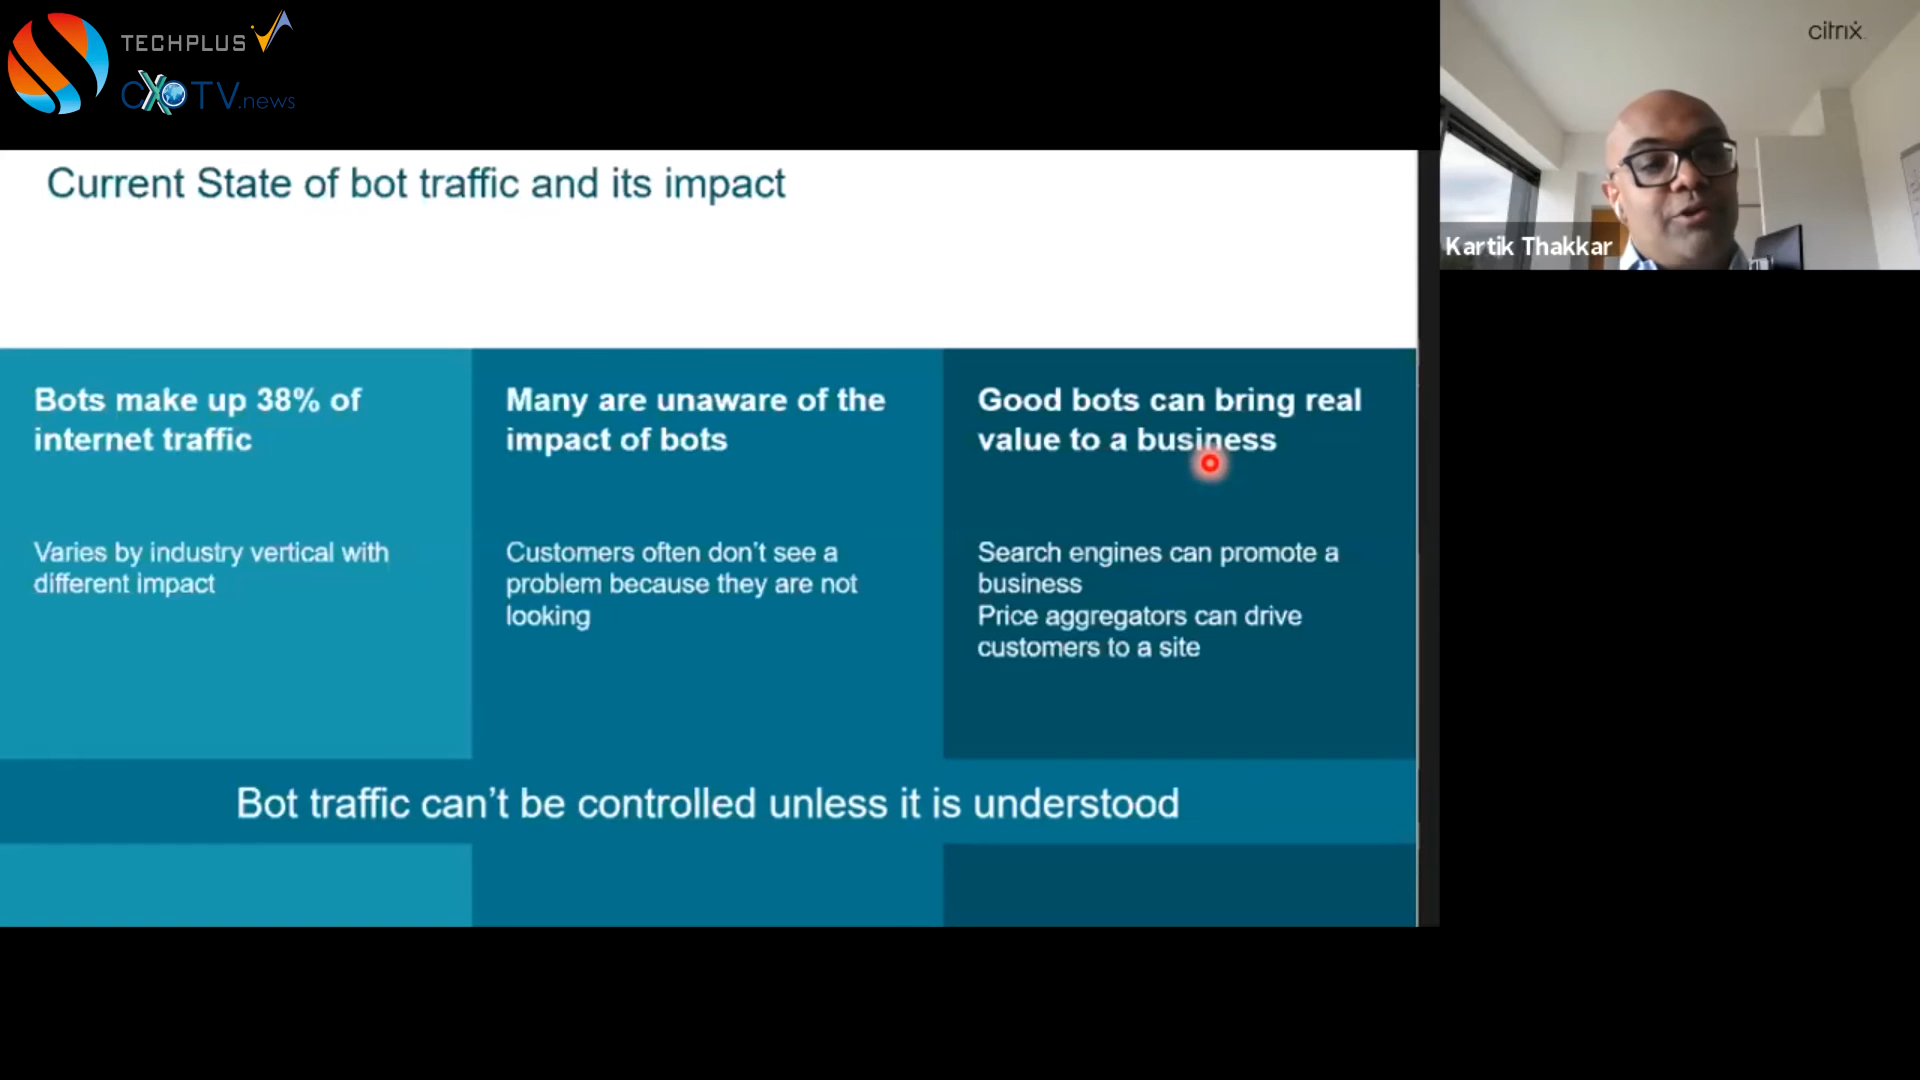 TECHPLUS
CXOTV.news
citrix
Kartik Thakkar
Current State of bot traffic and its impact
Bots make up 38% of
internet traffic
Varies by industry vertical with
different impact
Many are unaware of the
impact of bots
Customers often don’t see a
problem because they are not
looking
Good bots can bring real
value to a business
Search engines can promote a
business
Price aggregators can drive
customers to a site
Bot traffic can’t be controlled unless it is understood